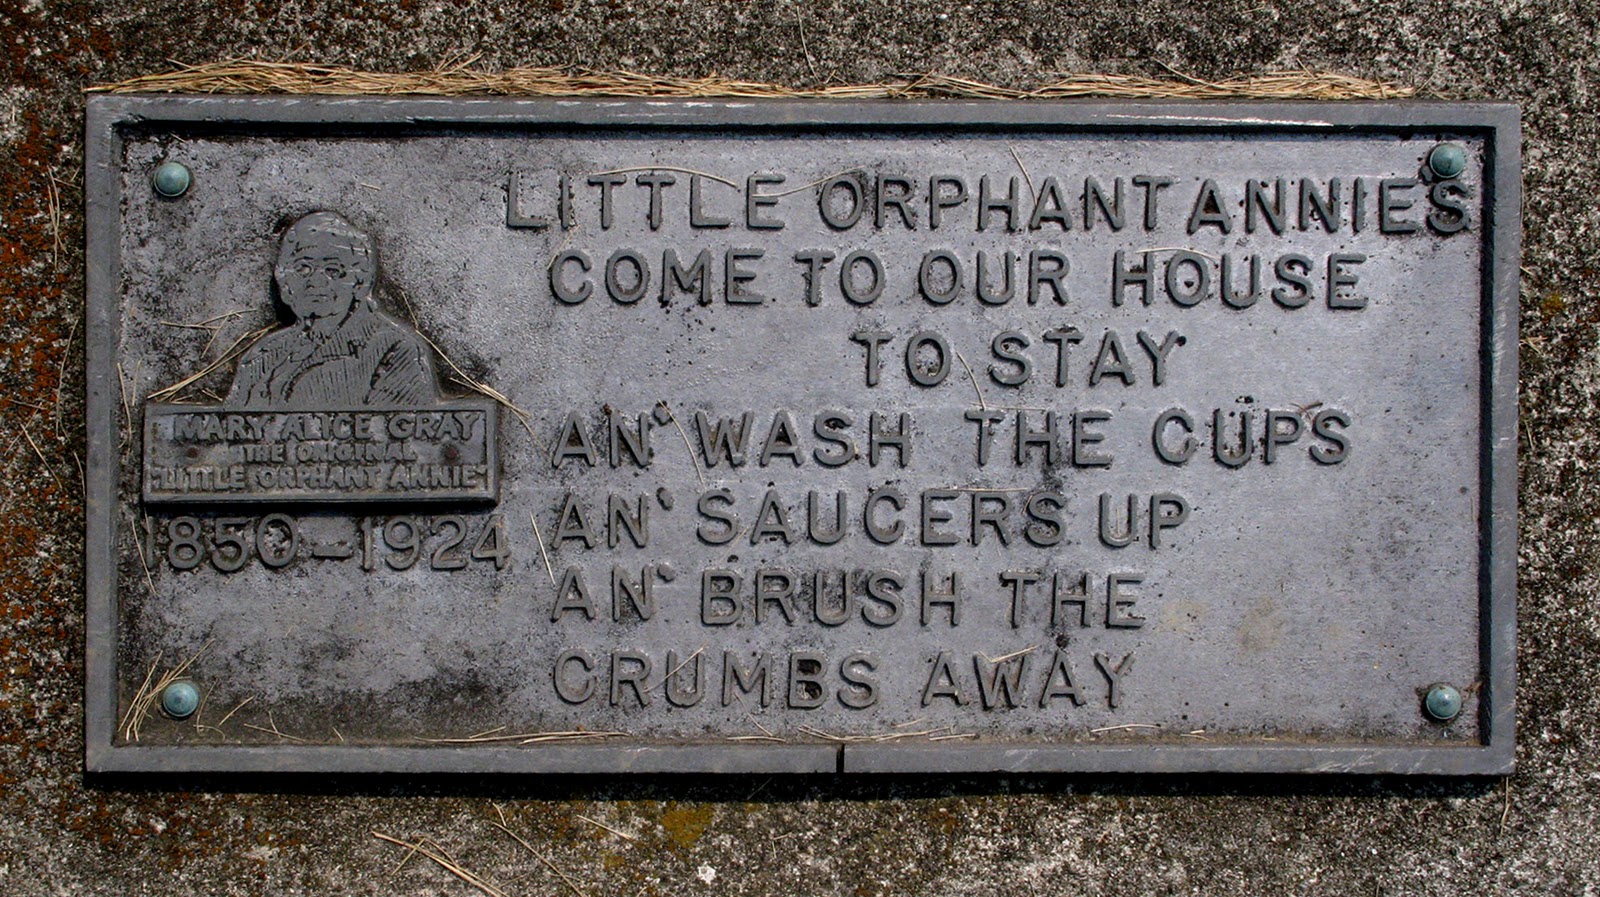 MARY ALICE GRAY
THE ORIGINAL
"LITTLE ORPHANT ANNIE"
1850-1924
LITTLE ORPHANT ANNIE'S
COME TO OUR HOUSE
TO STAY
AN' WASH THE CUPS
AN' SAUCERS UP
AN' BRUSH THE
CRUMBS AWAY